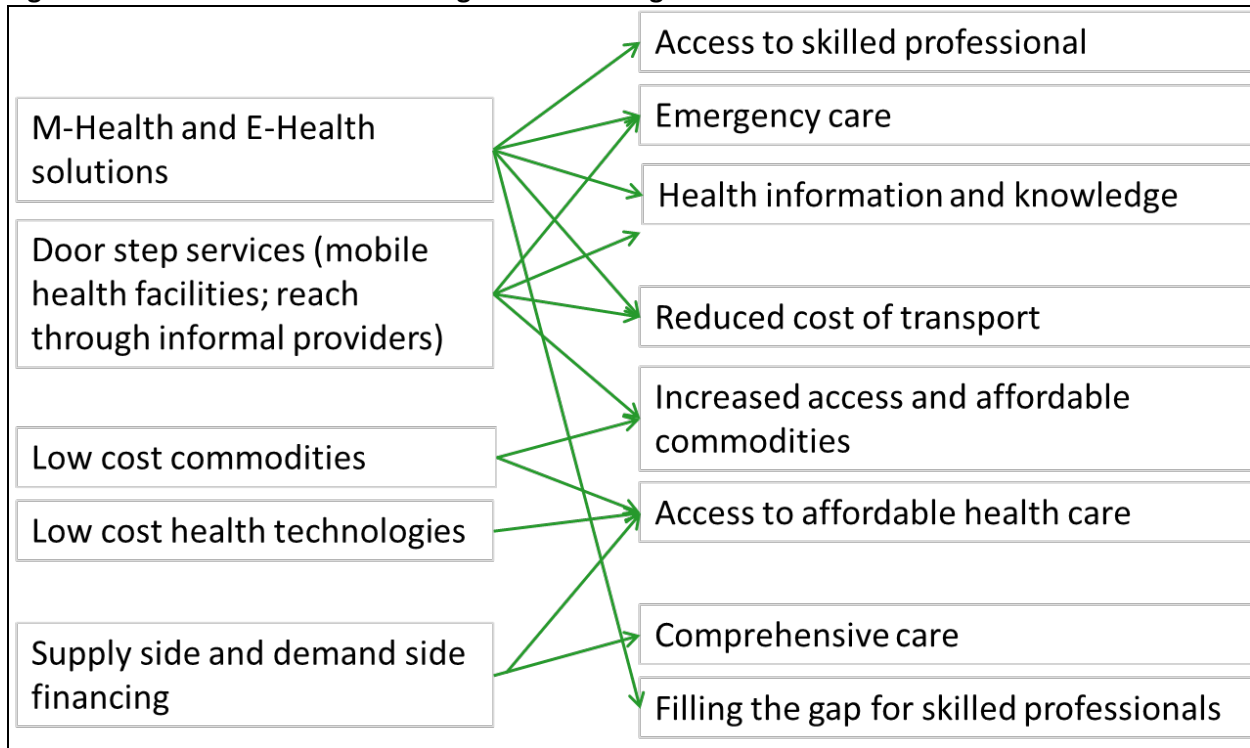 Access to skilled professional
M-Health and E-Health
solutions
Emergency care
Health information and knowledge
Door step services (mobile
health facilities; reach
through informal providers)
Reduced cost of transport
Increased access and affordable
commodities
Low cost commodities
Low cost health technologies
Access to affordable health care
Supply side and demand side
financing
Comprehensive care
Filling the gap for skilled professionals